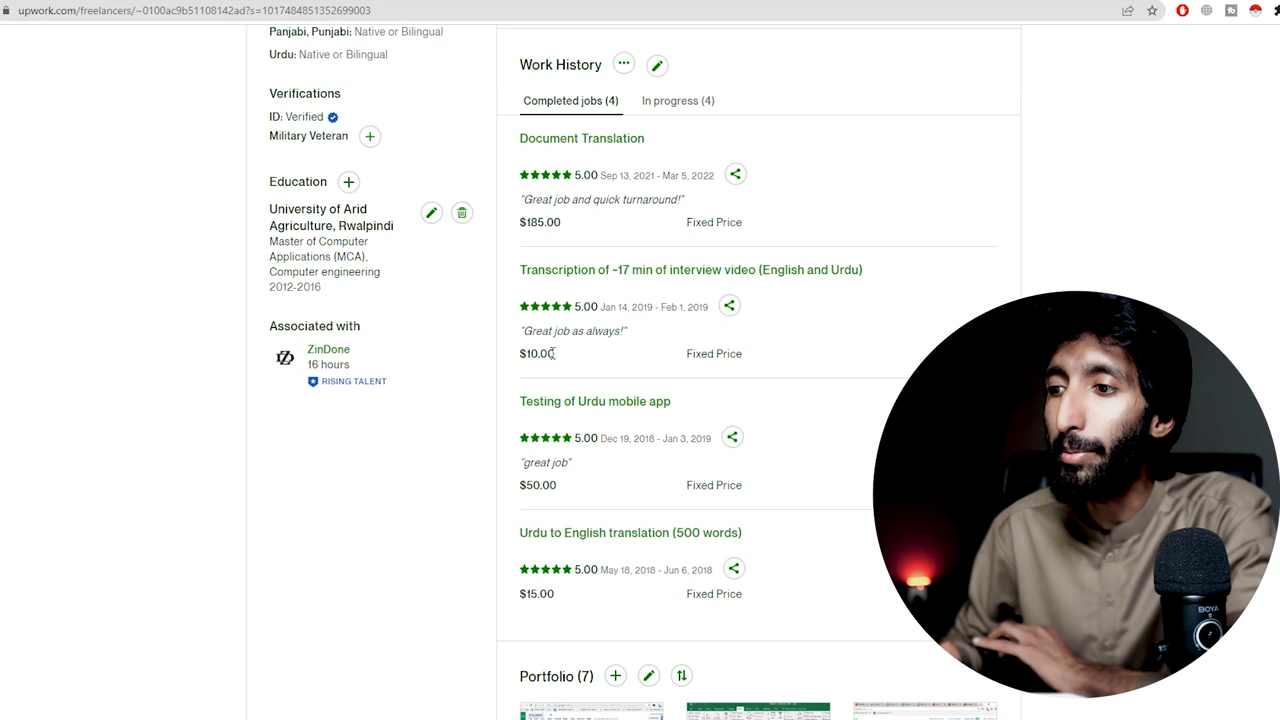 upwork.com/freelancers/~0100ac9b51108142ad?s=1017484851352699003
Panjabi, Punjabi: Native or Bilingual
Urdu: Native or Bilingual
Verifications
ID: Verified
Military Veteran
Education
University of Arid
Agriculture, Rwalpindi
Master of Computer
Applications (MCA),
Computer engineering
2012-2016
Associated with
ZinDone
16 hours
RISING TALENT
Work History
Completed jobs (4) In progress (4)
Document Translation
5.00 Sep 13, 2021 - Mar 5, 2022
"Great job and quick turnaround!"
$185.00 Fixed Price
Transcription of ~17 min of interview video (English and Urdu)
5.00 Jan 14, 2019 - Feb 1, 2019
"Great job as always!"
$10.00 Fixed Price
Testing of Urdu mobile app
5.00 Dec 19, 2018 - Jan 3, 2019
"great job"
$50.00 Fixed Price
Urdu to English translation (500 words)
5.00 May 18, 2018 - Jun 6, 2018
$15.00 Fixed Price
Portfolio (7)
BOYA